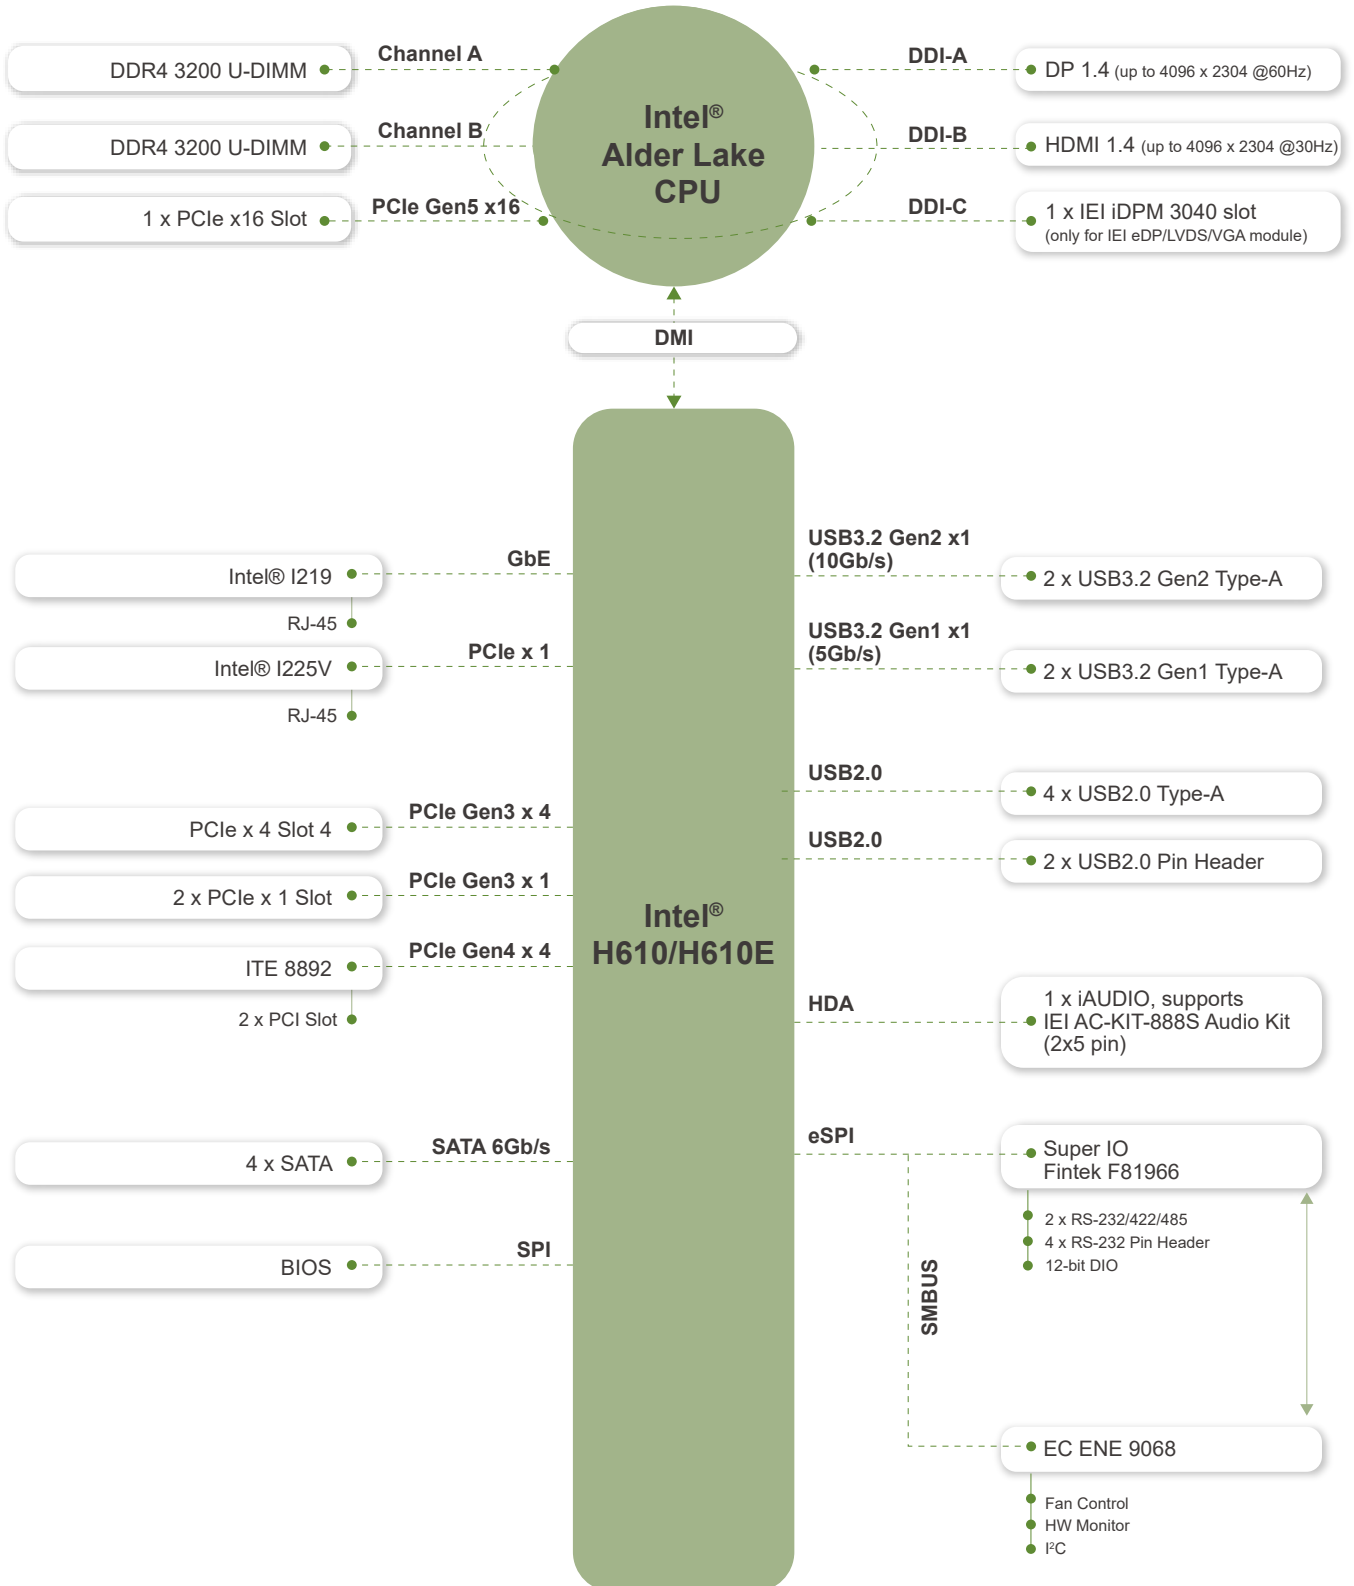 Channel A
DDR4 3200 U-DIMM
Channel B
DDR4 3200 U-DIMM
PCIe Gen5 x16
1 x PCIe x16 Slot
Intel®
Alder Lake
CPU
DDI-A
DP 1.4 (up to 4096 x 2304 @60Hz)
DDI-B
HDMI 1.4 (up to 4096 x 2304 @30Hz)
DDI-C
1 x IEI iDPM 3040 slot
(only for IEI eDP/LVDS/VGA module)
DMI
GbE
Intel® I219
RJ-45
PCIe x 1
Intel® I225V
RJ-45
PCIe Gen3 x 4
PCIe x 4 Slot 4
PCIe Gen3 x 1
2 x PCIe x 1 Slot
PCIe Gen4 x 4
ITE 8892
2 x PCI Slot
SATA 6Gb/s
4 x SATA
SPI
BIOS
Intel®
H610/H610E
USB3.2 Gen2 x1
(10Gb/s)
2 x USB3.2 Gen2 Type-A
USB3.2 Gen1 x1
(5Gb/s)
2 x USB3.2 Gen1 Type-A
USB2.0
4 x USB2.0 Type-A
USB2.0
2 x USB2.0 Pin Header
HDA
1 x iAUDIO, supports
IEI AC-KIT-888S Audio Kit
(2x5 pin)
eSPI
Super IO
Fintek F81966
2 x RS-232/422/485
4 x RS-232 Pin Header
12-bit DIO
SMBUS
EC ENE 9068
Fan Control
HW Monitor
I²C